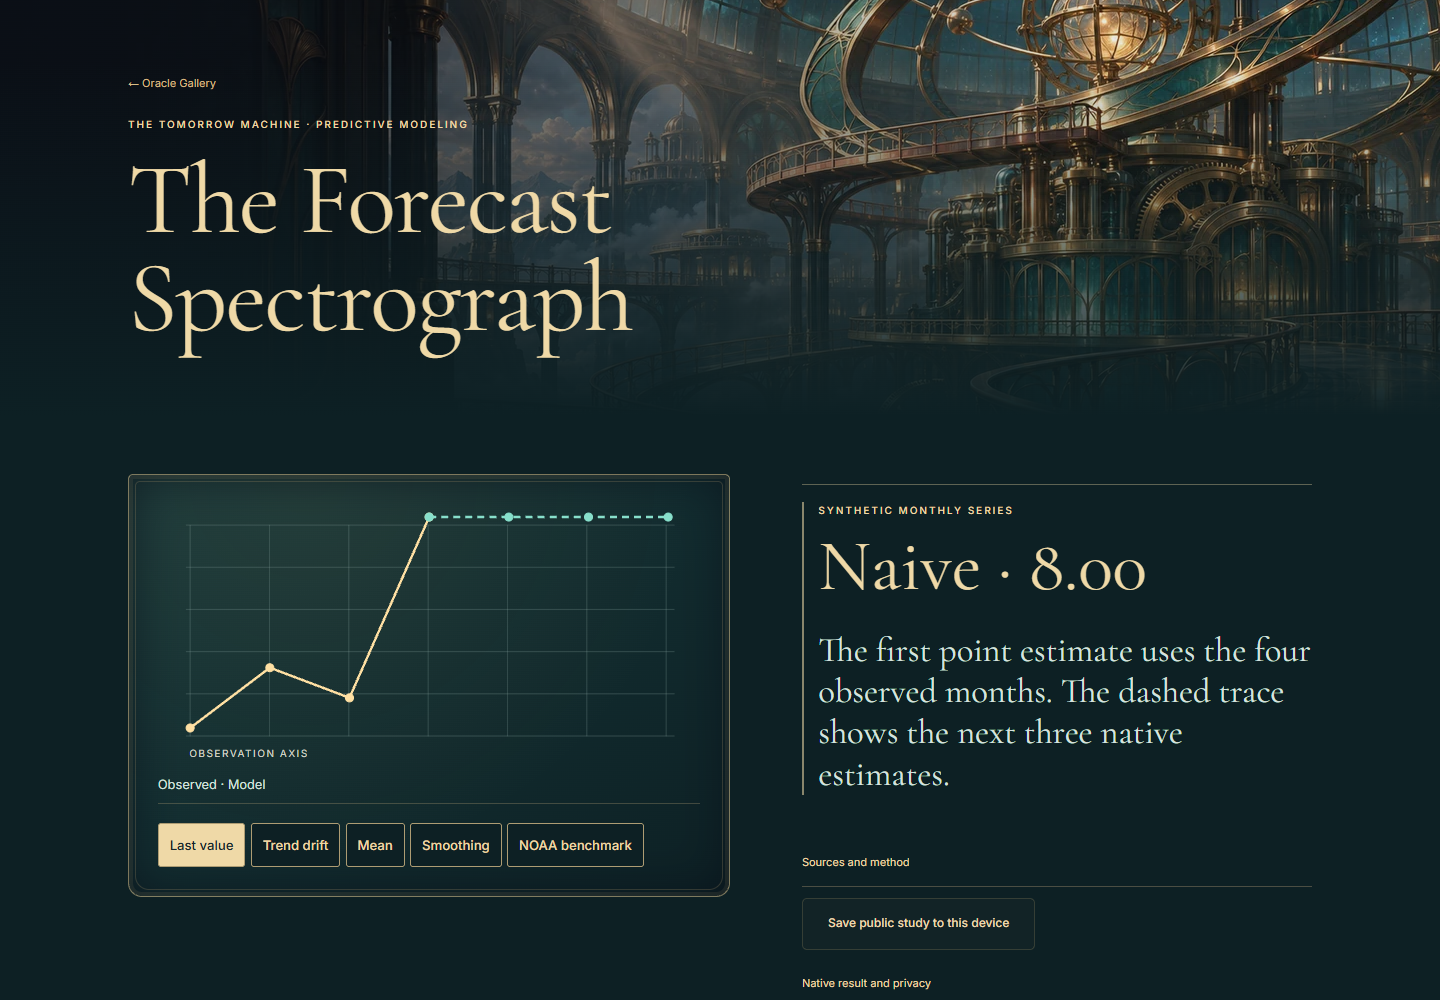 ← Oracle Gallery
THE TOMORROW MACHINE · PREDICTIVE MODELING
The Forecast
Spectrograph
OBSERVATION AXIS
Observed · Model
Last value
Trend drift
Mean
Smoothing
NOAA benchmark
SYNTHETIC MONTHLY SERIES
Naive · 8.00
The first point estimate uses the four
observed months. The dashed trace
shows the next three native
estimates.
Sources and method
Save public study to this device
Native result and privacy